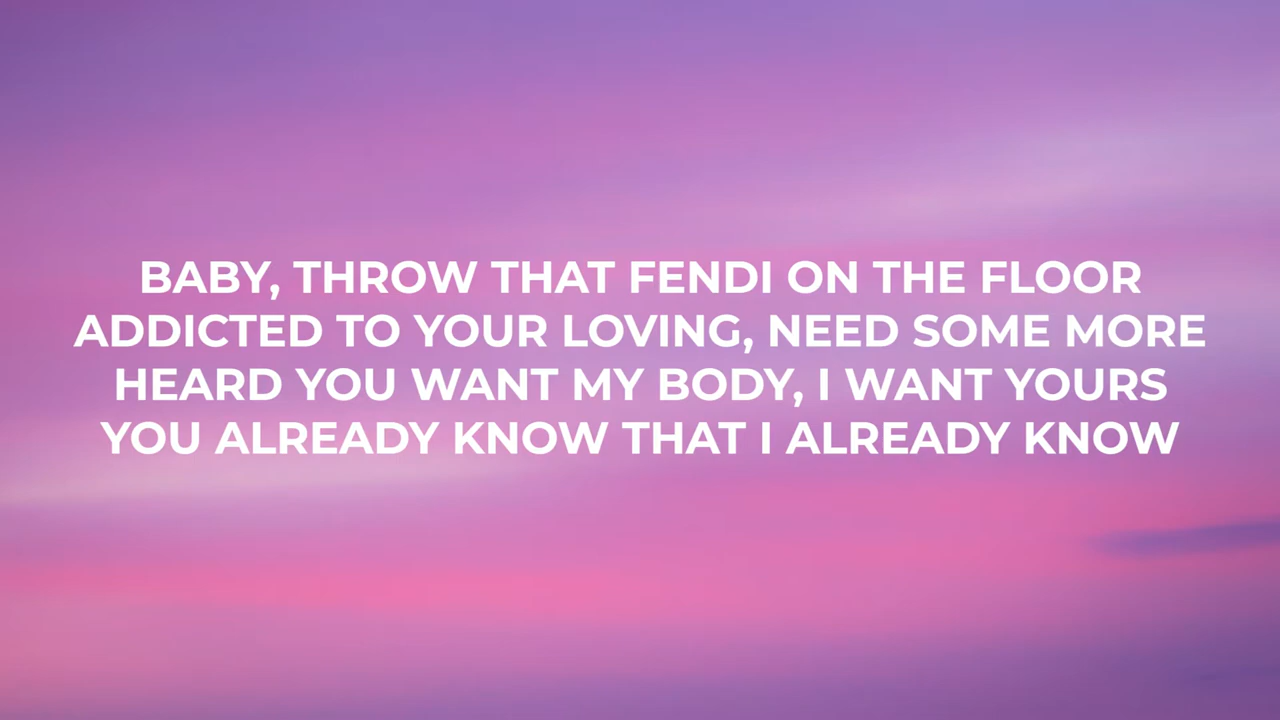 BABY, THROW THAT FENDI ON THE FLOOR
ADDICTED TO YOUR LOVING, NEED SOME MORE
HEARD YOU WANT MY BODY, I WANT YOURS
YOU ALREADY KNOW THAT I ALREADY KNOW